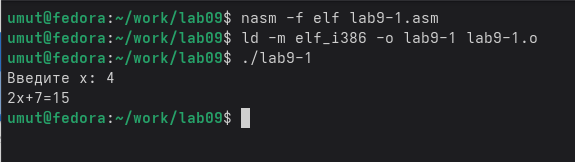 umut@fedora:~/work/lab09$ nasm -f elf lab9-1.asm
umut@fedora:~/work/lab09$ ld -m elf_i386 -o lab9-1 lab9-1.o
umut@fedora:~/work/lab09$ ./lab9-1
Введите x: 4
2x+7=15
umut@fedora:~/work/lab09$